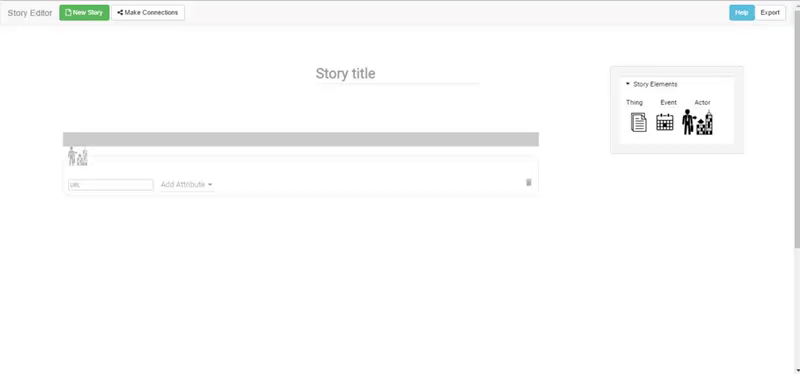 Story Editor New Story Make Connections Help Export
Story title
Story Elements
Thing Event Actor
URL Add Attribute